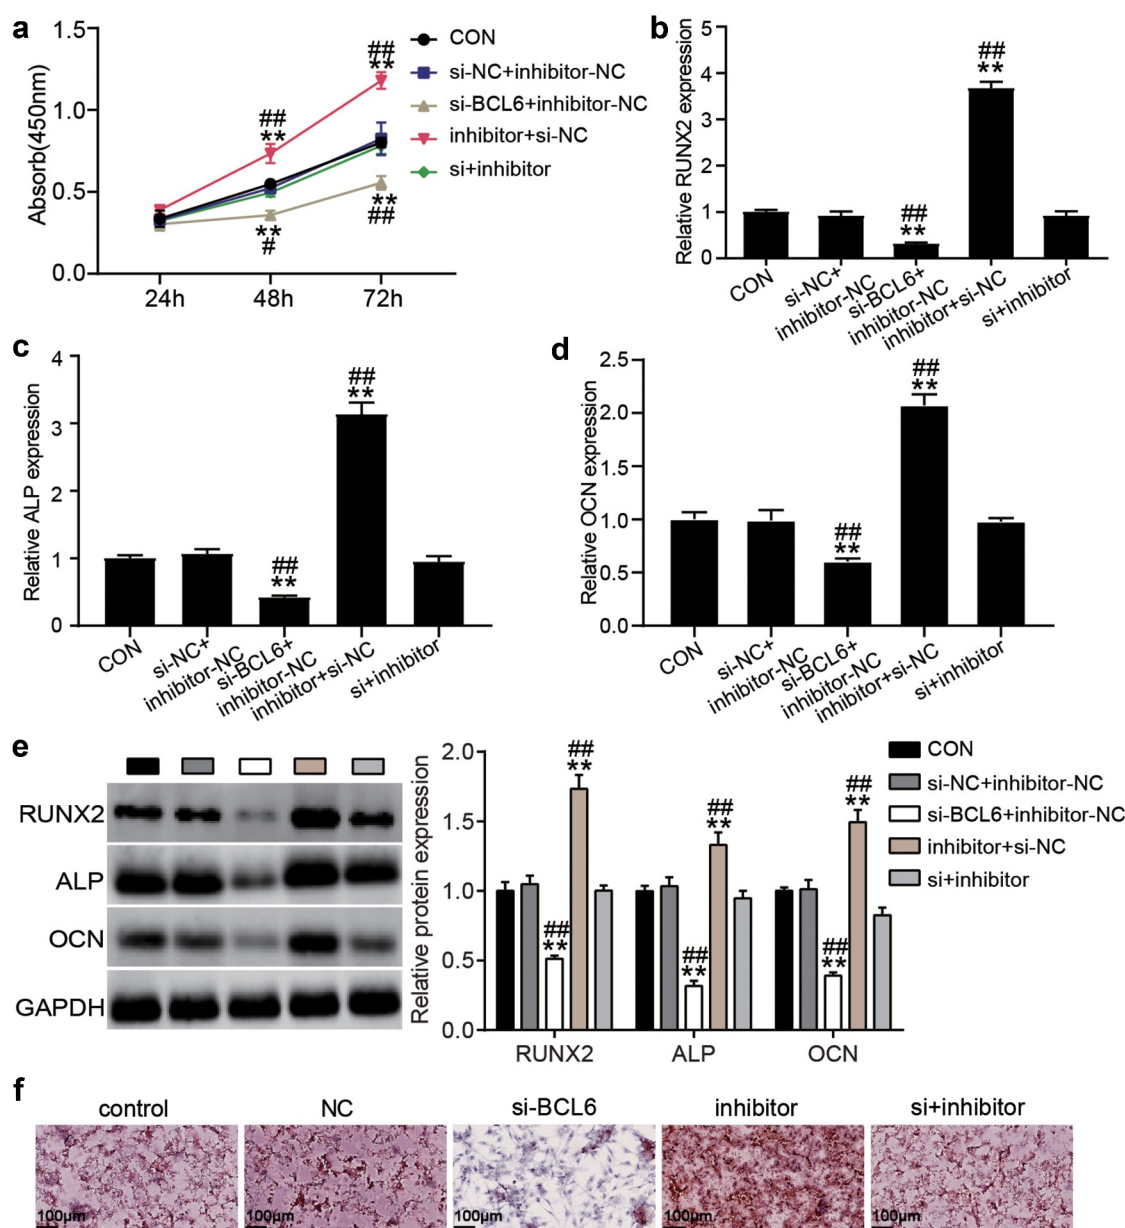 a
Absorb(450nm)
1.5
1.0
0.5
0.0
24h
48h
72h
##
**
##
**
**
#
**
##
CON
si-NC+inhibitor-NC
si-BCL6+inhibitor-NC
inhibitor+si-NC
si+inhibitor
b
Relative RUNX2 expression
5
4
3
2
1
0
##
**
##
**
CON
si-NC+
inhibitor-NC
si-BCL6+
inhibitor-NC
inhibitor+si-NC
si+inhibitor
c
Relative ALP expression
4
3
2
1
0
##
**
##
**
CON
si-NC+
inhibitor-NC
si-BCL6+
inhibitor-NC
inhibitor+si-NC
si+inhibitor
d
Relative OCN expression
2.5
2.0
1.5
1.0
0.5
0.0
##
**
##
**
CON
si-NC+
inhibitor-NC
si-BCL6+
inhibitor-NC
inhibitor+si-NC
si+inhibitor
e
RUNX2
ALP
OCN
GAPDH
Relative protein expression
2.0
1.5
1.0
0.5
0.0
##
**
##
**
##
**
##
**
##
**
##
**
RUNX2
ALP
OCN
CON
si-NC+inhibitor-NC
si-BCL6+inhibitor-NC
inhibitor+si-NC
si+inhibitor
f
control
NC
si-BCL6
inhibitor
si+inhibitor
100μm
100μm
100μm
100μm
100μm